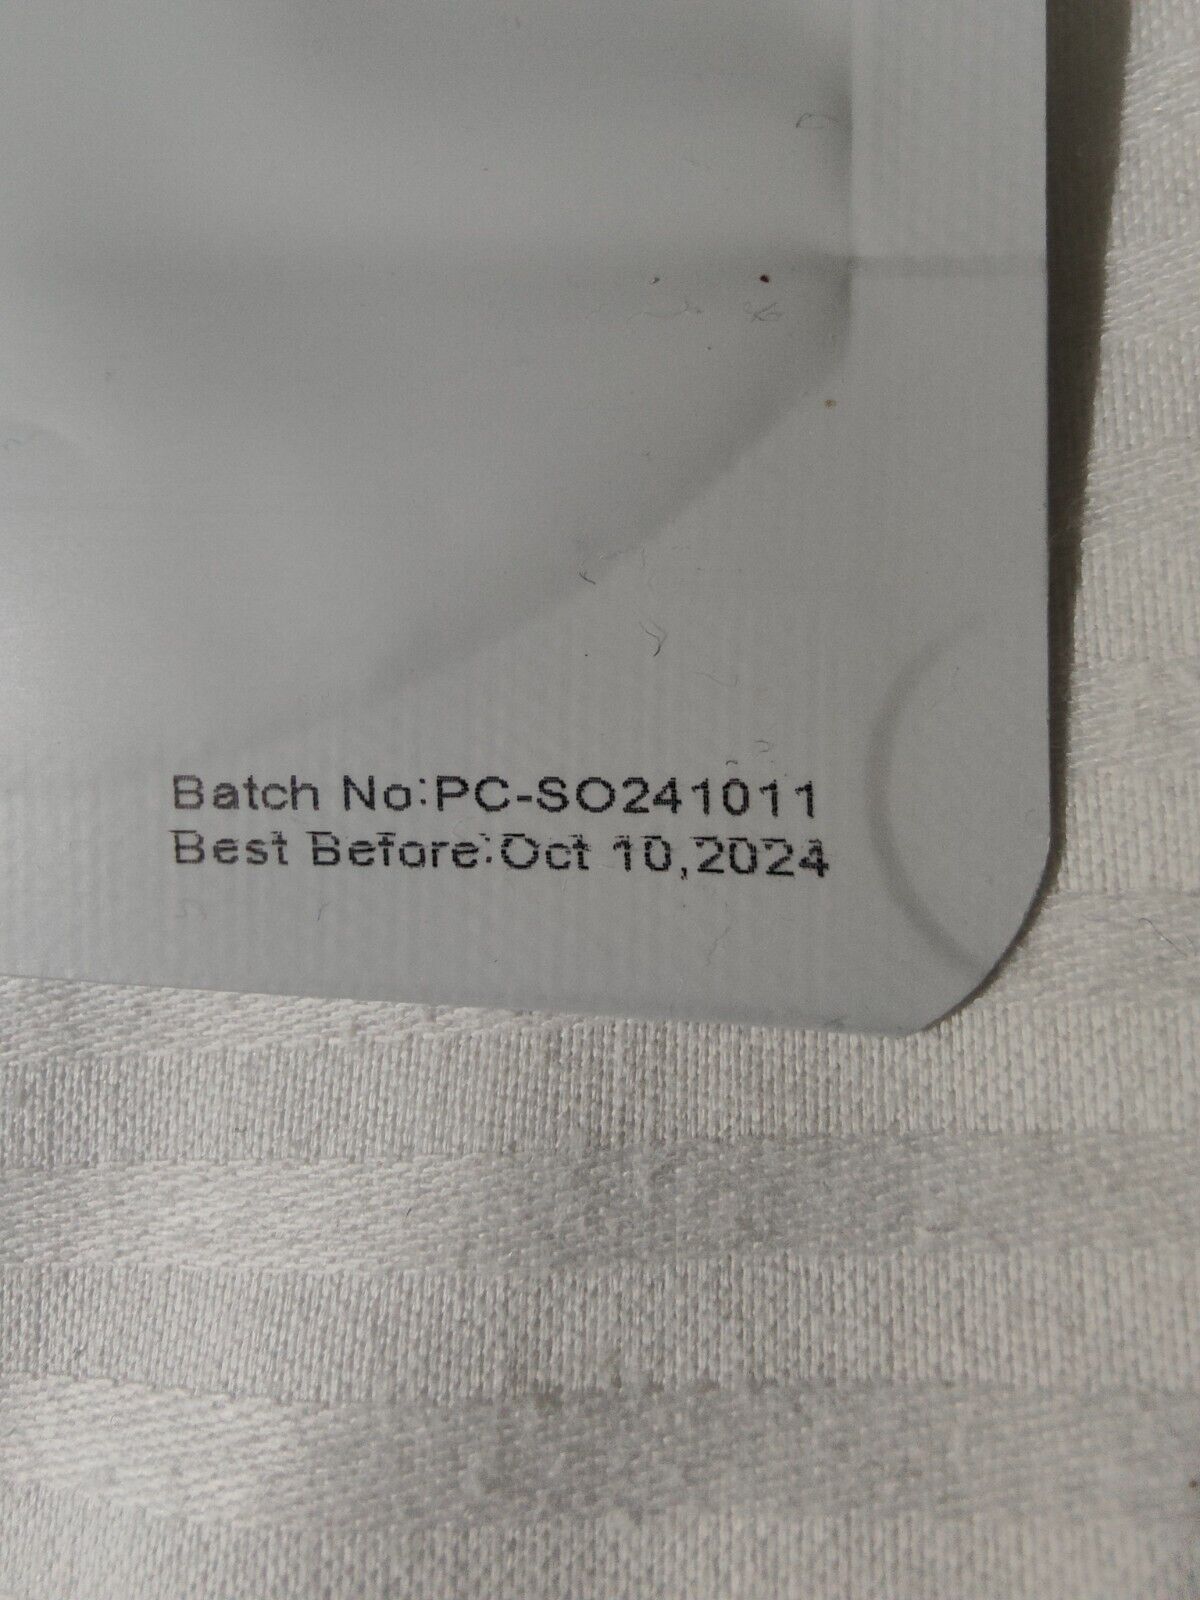 Batch No:PC-SO241011
Best Before:Oct 10,2024